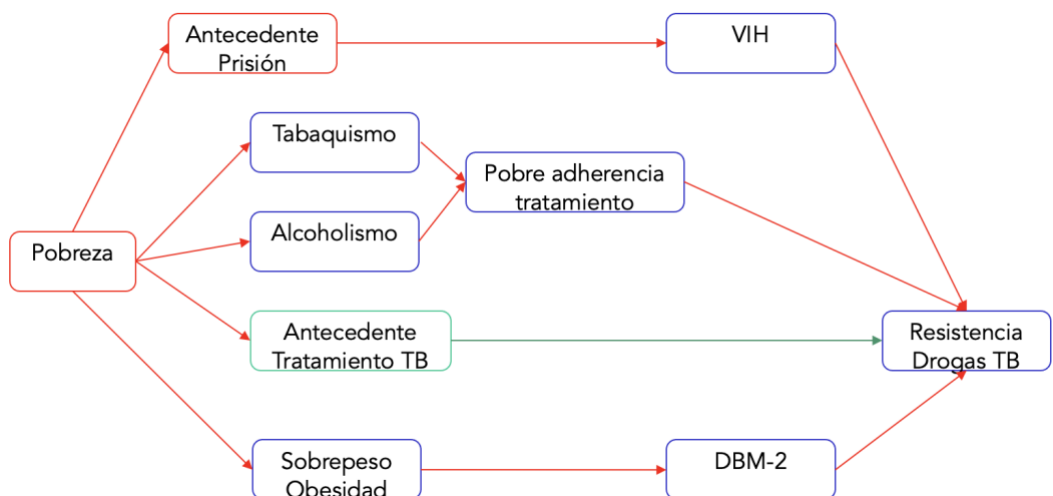 Antecedente
Prisión
VIH
Tabaquismo
Pobre adherencia
tratamiento
Alcoholismo
Pobreza
Antecedente
Tratamiento TB
Resistencia
Drogas TB
Sobrepeso
Obesidad
DBM-2